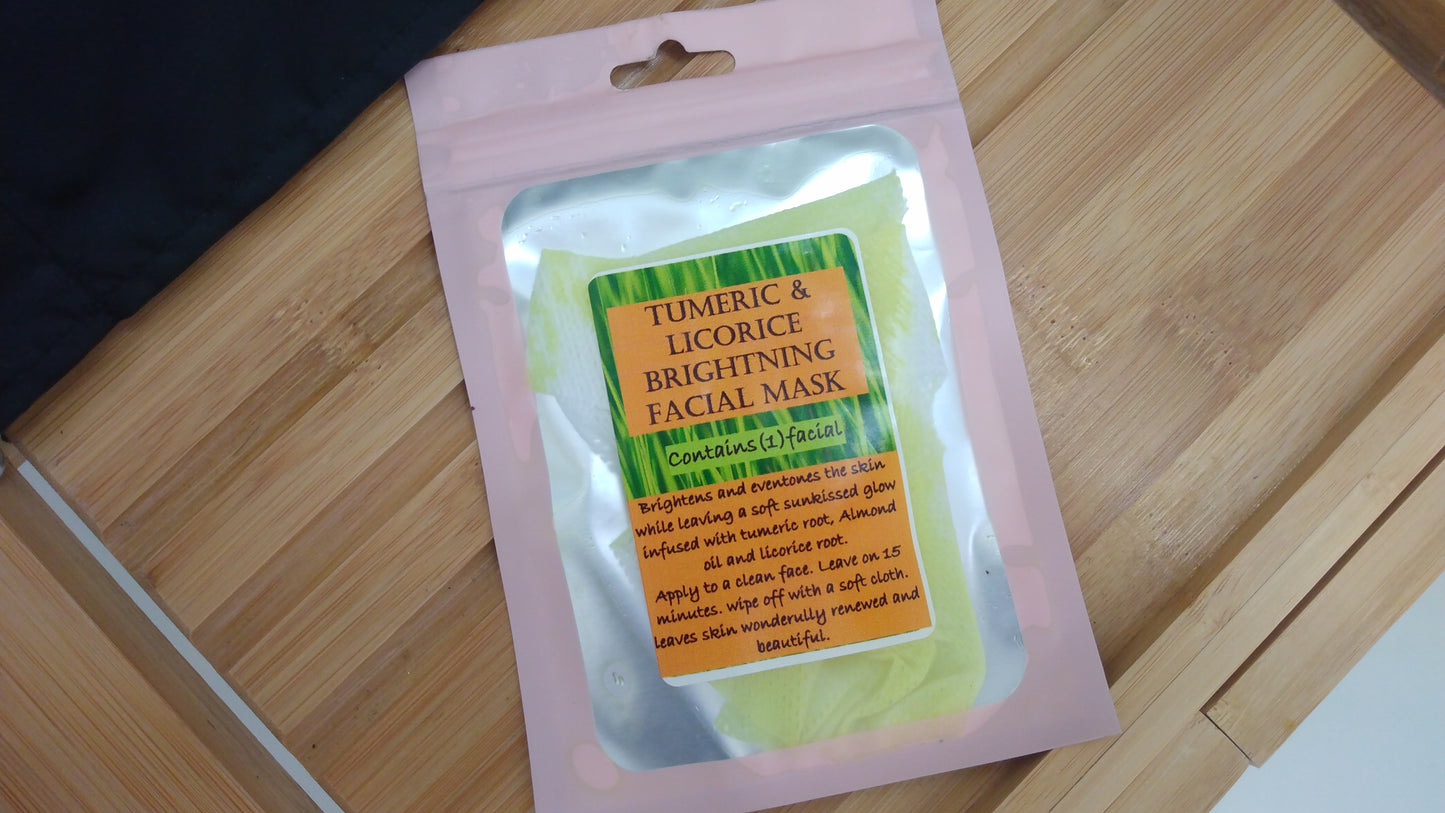 TUMERIC &
LICORICE
BRIGHTNING
FACIAL MASK
Contains(1)facial
Brightens and eventones the skin
while leaving a soft sunkissed glow
infused with tumeric root, Almond
oil and licorice root.
Apply to a clean face. Leave on 15
minutes. wipe off with a soft cloth.
Leaves skin wonderully renewed and
beautiful.